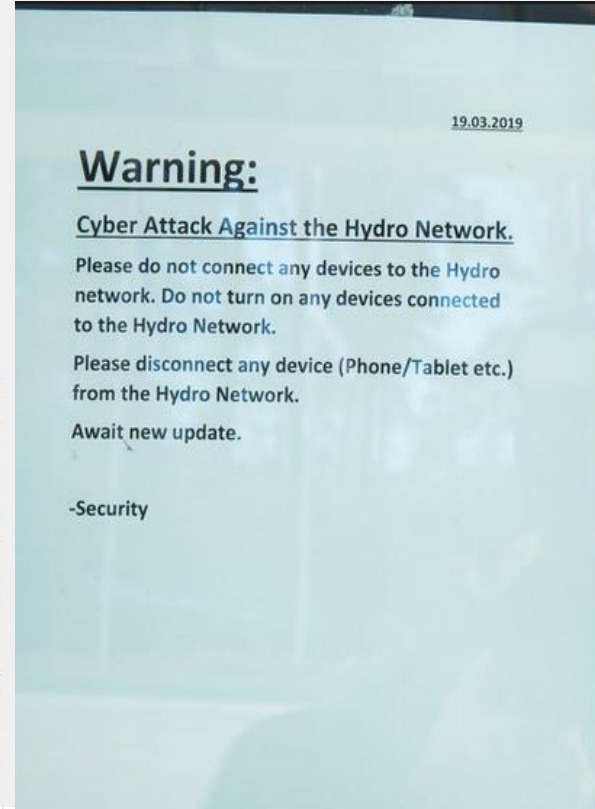 19.03.2019
Warning:
Cyber Attack Against the Hydro Network.
Please do not connect any devices to the Hydro
network. Do not turn on any devices connected
to the Hydro Network.
Please disconnect any device (Phone/Tablet etc.)
from the Hydro Network.
Await new update.
-Security